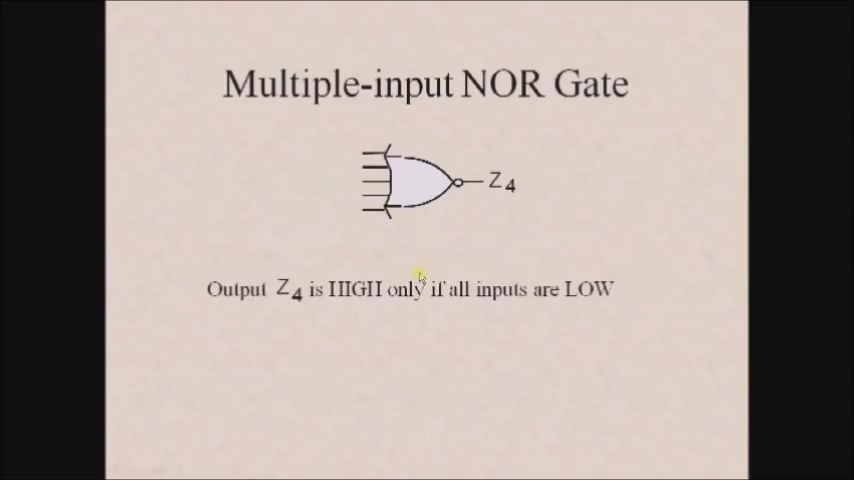 Multiple-input NOR Gate
Z4
Output Z4 is HIGH only if all inputs are LOW